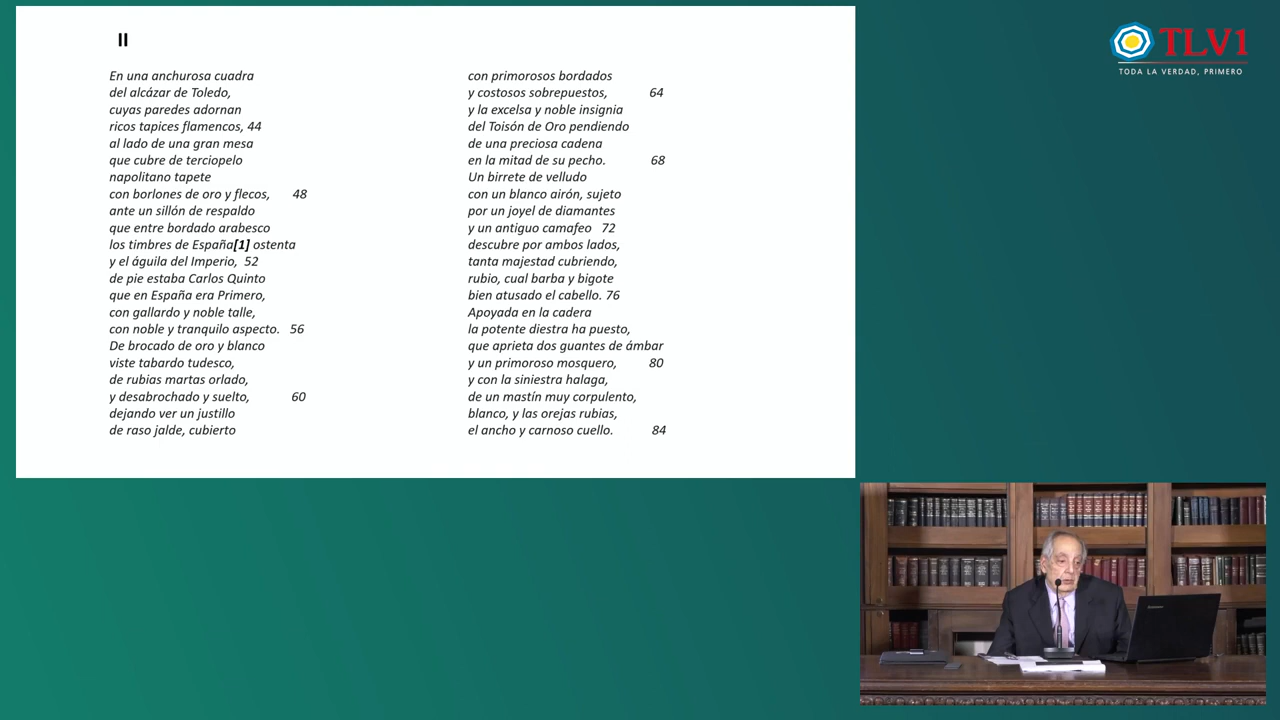 II
En una anchurosa cuadra
del alcázar de Toledo,
cuyas paredes adornan
ricos tapices flamencos, 44
al lado de una gran mesa
que cubre de terciopelo
napolitano tapete
con borlones de oro y flecos, 48
ante un sillón de respaldo
que entre bordado arabesco
los timbres de España[1] ostenta
y el águila del Imperio, 52
de pie estaba Carlos Quinto
que en España era Primero,
con gallardo y noble talle,
con noble y tranquilo aspecto. 56
De brocado de oro y blanco
viste tabardo tudesco,
de rubias martas orlado,
y desabrochado y suelto, 60
dejando ver un justillo
de raso jalde, cubierto
con primorosos bordados
y costosos sobrepuestos, 64
y la excelsa y noble insignia
del Toisón de Oro pendiendo
de una preciosa cadena
en la mitad de su pecho. 68
Un birrete de velludo
con un blanco airón, sujeto
por un joyel de diamantes
y un antiguo camafeo 72
descubre por ambos lados,
tanta majestad cubriendo,
rubio, cual barba y bigote
bien atusado el cabello. 76
Apoyada en la cadera
la potente diestra ha puesto,
que aprieta dos guantes de ámbar
y un primoroso mosquero, 80
y con la siniestra halaga,
de un mastín muy corpulento,
blanco, y las orejas rubias,
el ancho y carnoso cuello. 84
TLV1
TODA LA VERDAD, PRIMERO